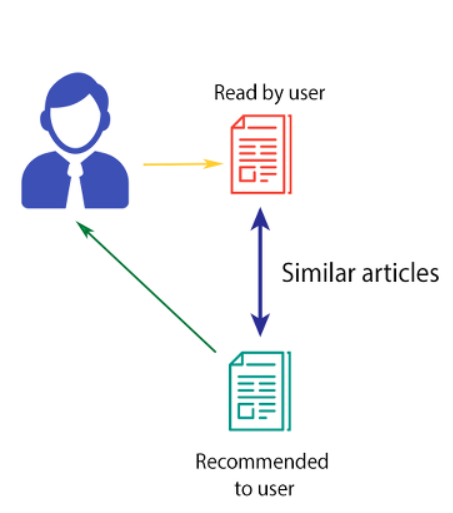 Read by user
Similar articles
Recommended
to user